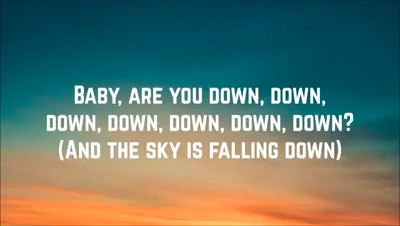 BABY, ARE YOU DOWN, DOWN,
DOWN, DOWN, DOWN, DOWN, DOWN?
(AND THE SKY IS FALLING DOWN)